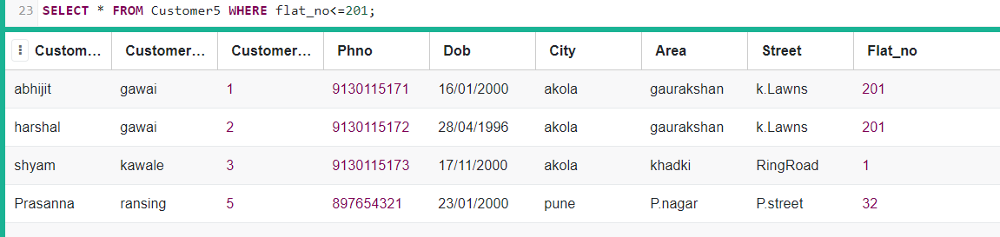 23 SELECT * FROM Customer5 WHERE flat_no<=201;
Custom... Customer... Customer... Phno Dob City Area Street Flat_no
abhijit gawai 1 9130115171 16/01/2000 akola gaurakshan k.Lawns 201
harshal gawai 2 9130115172 28/04/1996 akola gaurakshan k.Lawns 201
shyam kawale 3 9130115173 17/11/2000 akola khadki RingRoad 1
Prasanna ransing 5 897654321 23/01/2000 pune P.nagar P.street 32